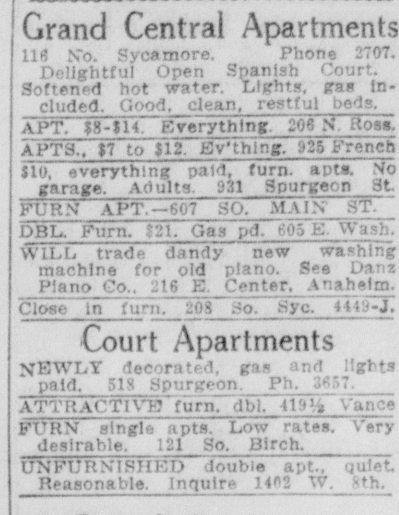 Grand Central Apartments
116 No. Sycamore. Phone 2707.
Delightful Open Spanish Court.
Softened hot water. Lights, gas in-
cluded. Good, clean, restful beds.
APT. $8-$14. Everything. 206 N. Ross.
APTS., $7 to $12. Ev'thing. 925 French
$10, everything paid, furn. apts. No
garage. Adults. 931 Spurgeon St.
FURN APT.—607 SO. MAIN ST.
DBL. Furn. $21. Gas pd. 605 E. Wash.
WILL trade dandy new washing
machine for old piano. See Danz
Piano Co., 216 E. Center, Anaheim.
Close in furn. 208 So. Syc. 4449-J.
Court Apartments
NEWLY decorated, gas and lights
paid. 518 Spurgeon. Ph. 3657.
ATTRACTIVE furn. dbl. 419½ Vance
FURN single apts. Low rates. Very
desirable. 121 So. Birch.
UNFURNISHED double apt., quiet.
Reasonable. Inquire 1402 W. 8th.